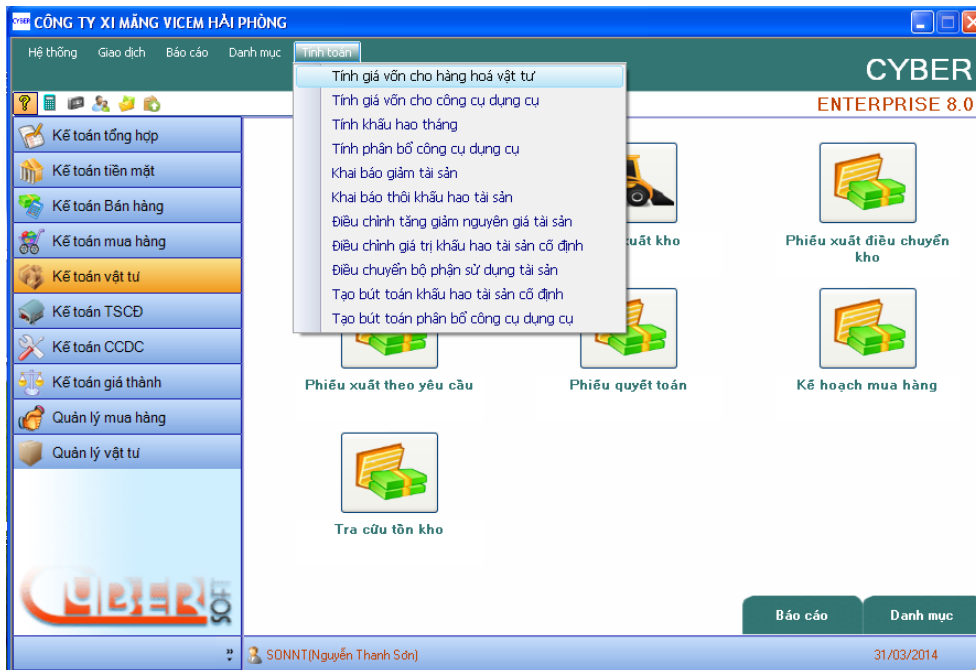 CYBER CÔNG TY XI MĂNG VICEM HẢI PHÒNG
Hệ thống Giao dịch Báo cáo Danh mục Tính toán
CYBER
ENTERPRISE 8.0
Tính giá vốn cho hàng hoá vật tư
Tính giá vốn cho công cụ dụng cụ
Tính khấu hao tháng
Tính phân bổ công cụ dụng cụ
Khai báo giảm tài sản
Khai báo thôi khấu hao tài sản
Điều chỉnh tăng giảm nguyên giá tài sản
Điều chỉnh giá trị khấu hao tài sản cố định
Điều chuyển bộ phận sử dụng tài sản
Tạo bút toán khấu hao tài sản cố định
Tạo bút toán phân bổ công cụ dụng cụ
Kế toán tổng hợp
Kế toán tiền mặt
Kế toán Bán hàng
Kế toán mua hàng
Kế toán vật tư
Kế toán TSCĐ
Kế toán CCDC
Kế toán giá thành
Quản lý mua hàng
Quản lý vật tư
xuất kho
Phiếu xuất điều chuyển
kho
Phiếu xuất theo yêu cầu
Phiếu quyết toán
Kế hoạch mua hàng
Tra cứu tồn kho
CYBER SOFT
Báo cáo Danh mục
SONNT(Nguyễn Thanh Sơn)
31/03/2014